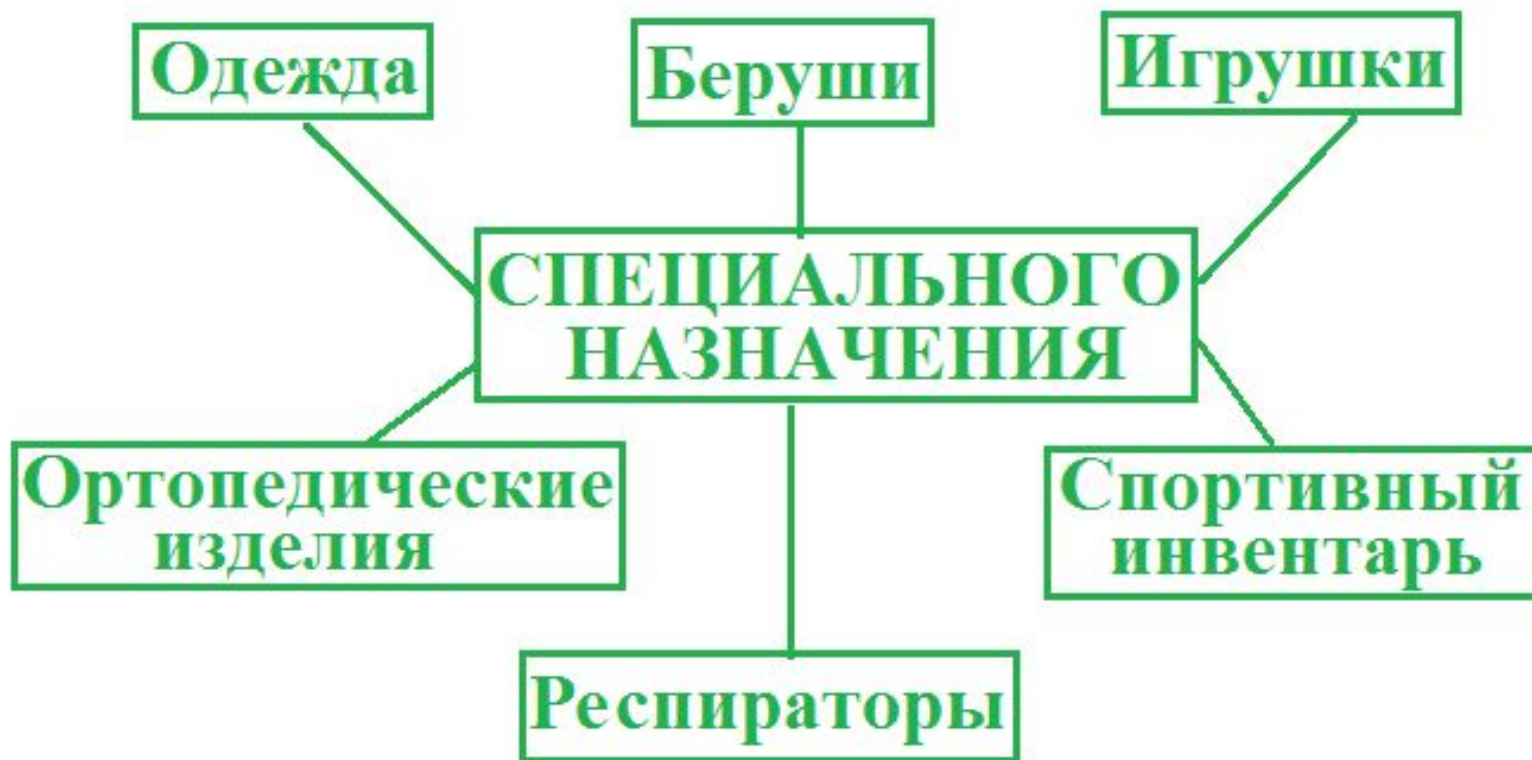 Одежда
Беруши
Игрушки
СПЕЦИАЛЬНОГО
НАЗНАЧЕНИЯ
Ортопедические
изделия
Спортивный
инвентарь
Респираторы